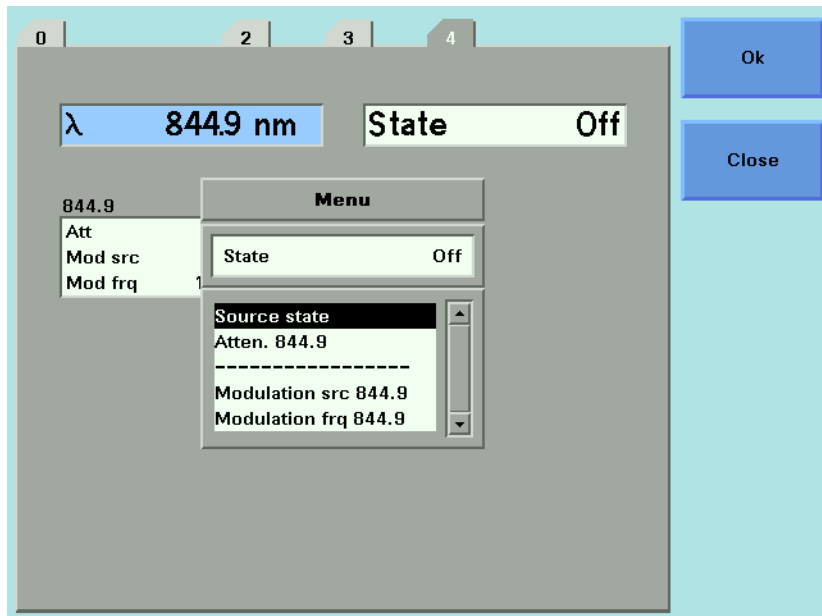 0 2 3 4
Ok
λ 844.9 nm State Off
Close
844.9
Menu
Att
Mod src
Mod frq 1
State Off
Source state
Atten. 844.9
------------------
Modulation src 844.9
Modulation frq 844.9